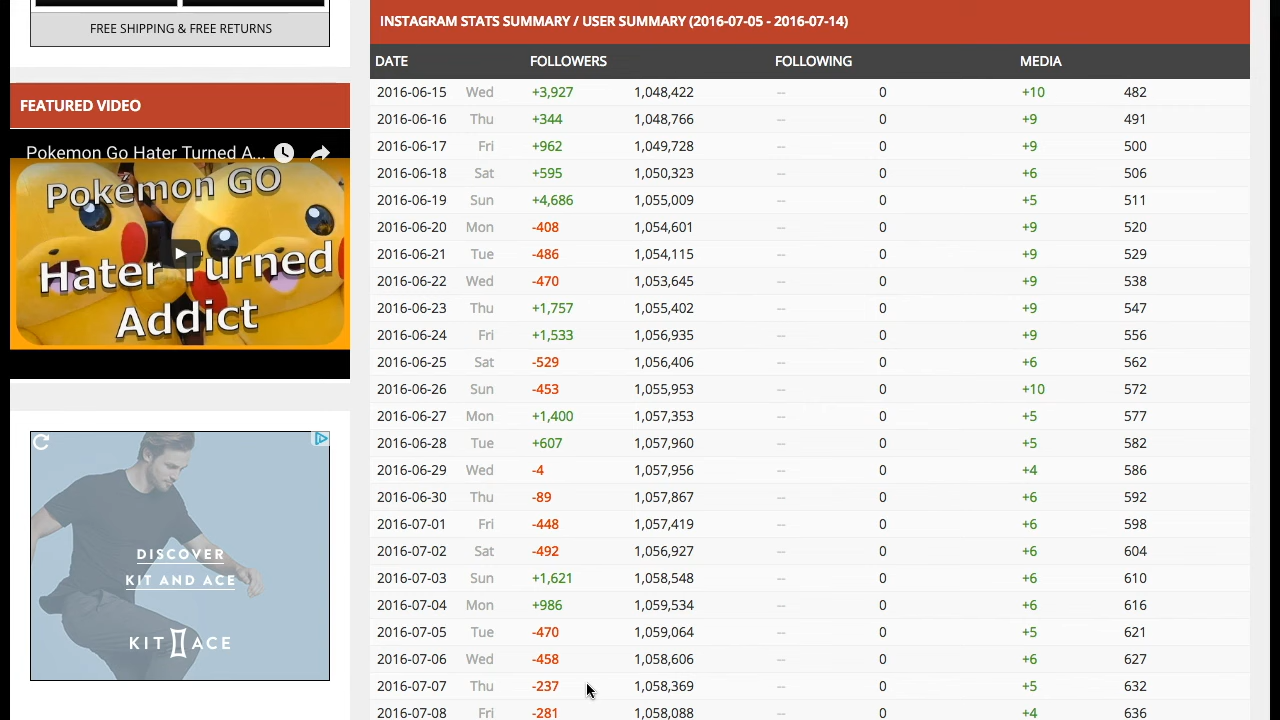 FREE SHIPPING & FREE RETURNS
FEATURED VIDEO
Pokemon Go Hater Turned A...
Pokémon GO
Hater Turned
Addict
DISCOVER
KIT AND ACE
KIT ACE
INSTAGRAM STATS SUMMARY / USER SUMMARY (2016-07-05 - 2016-07-14)
DATE FOLLOWERS FOLLOWING MEDIA
2016-06-15 Wed +3,927 1,048,422 -- 0 +10 482
2016-06-16 Thu +344 1,048,766 -- 0 +9 491
2016-06-17 Fri +962 1,049,728 -- 0 +9 500
2016-06-18 Sat +595 1,050,323 -- 0 +6 506
2016-06-19 Sun +4,686 1,055,009 -- 0 +5 511
2016-06-20 Mon -408 1,054,601 -- 0 +9 520
2016-06-21 Tue -486 1,054,115 -- 0 +9 529
2016-06-22 Wed -470 1,053,645 -- 0 +9 538
2016-06-23 Thu +1,757 1,055,402 -- 0 +9 547
2016-06-24 Fri +1,533 1,056,935 -- 0 +9 556
2016-06-25 Sat -529 1,056,406 -- 0 +6 562
2016-06-26 Sun -453 1,055,953 -- 0 +10 572
2016-06-27 Mon +1,400 1,057,353 -- 0 +5 577
2016-06-28 Tue +607 1,057,960 -- 0 +5 582
2016-06-29 Wed -4 1,057,956 -- 0 +4 586
2016-06-30 Thu -89 1,057,867 -- 0 +6 592
2016-07-01 Fri -448 1,057,419 -- 0 +6 598
2016-07-02 Sat -492 1,056,927 -- 0 +6 604
2016-07-03 Sun +1,621 1,058,548 -- 0 +6 610
2016-07-04 Mon +986 1,059,534 -- 0 +6 616
2016-07-05 Tue -470 1,059,064 -- 0 +5 621
2016-07-06 Wed -458 1,058,606 -- 0 +6 627
2016-07-07 Thu -237 1,058,369 -- 0 +5 632
2016-07-08 Fri -281 1,058,088 -- 0 +4 636